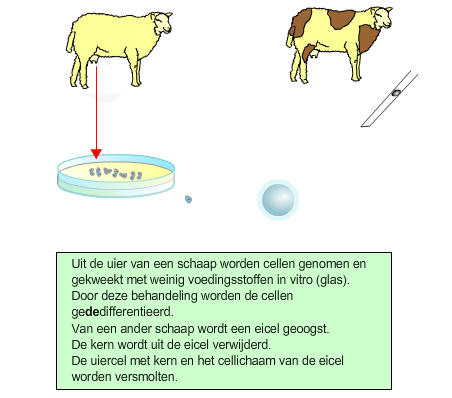 Uit de uier van een schaap worden cellen genomen en
gekweekt met weinig voedingsstoffen in vitro (glas).
Door deze behandeling worden de cellen
gededifferentieerd.
Van een ander schaap wordt een eicel geoogst.
De kern wordt uit de eicel verwijderd.
De uiercel met kern en het cellichaam van de eicel
worden versmolten.